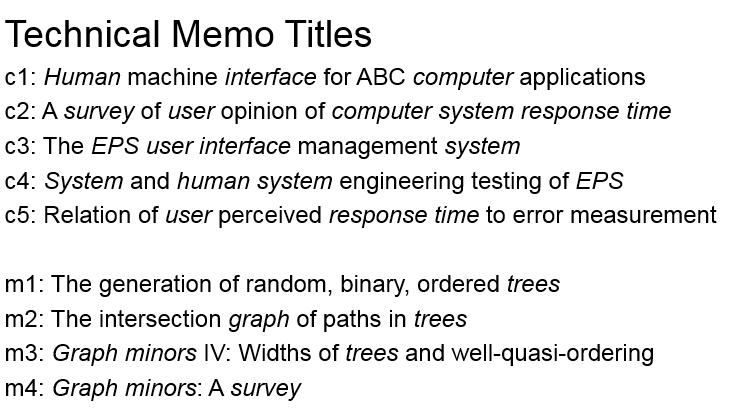 Technical Memo Titles
c1: Human machine interface for ABC computer applications
c2: A survey of user opinion of computer system response time
c3: The EPS user interface management system
c4: System and human system engineering testing of EPS
c5: Relation of user perceived response time to error measurement
m1: The generation of random, binary, ordered trees
m2: The intersection graph of paths in trees
m3: Graph minors IV: Widths of trees and well-quasi-ordering
m4: Graph minors: A survey